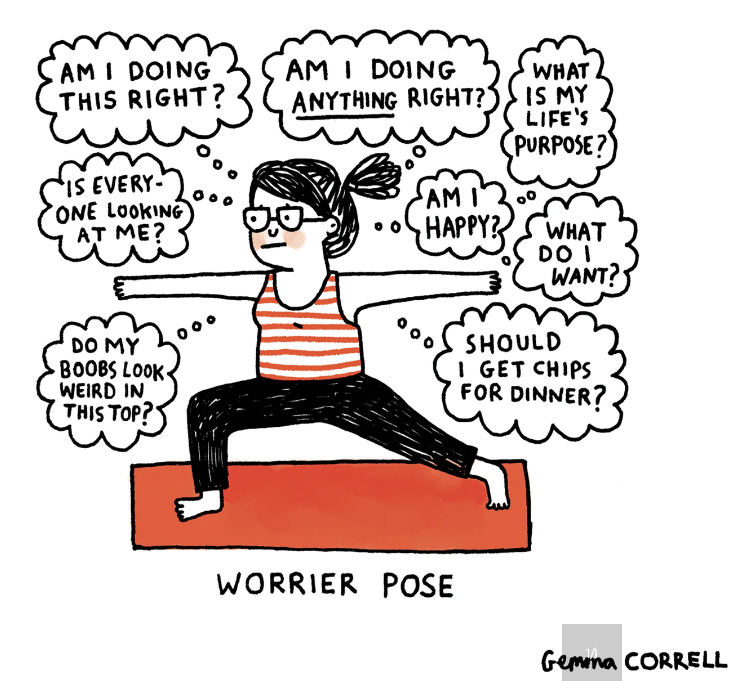 AM I DOING
THIS RIGHT?
AM I DOING
ANYTHING RIGHT?
WHAT
IS MY
LIFE'S
PURPOSE?
IS EVERY-
ONE LOOKING
AT ME?
AM I
HAPPY?
WHAT
DO I
WANT?
DO MY
BOOBS LOOK
WEIRD IN
THIS TOP?
SHOULD
I GET CHIPS
FOR DINNER?
WORRIER POSE
1/1
Gemma CORRELL